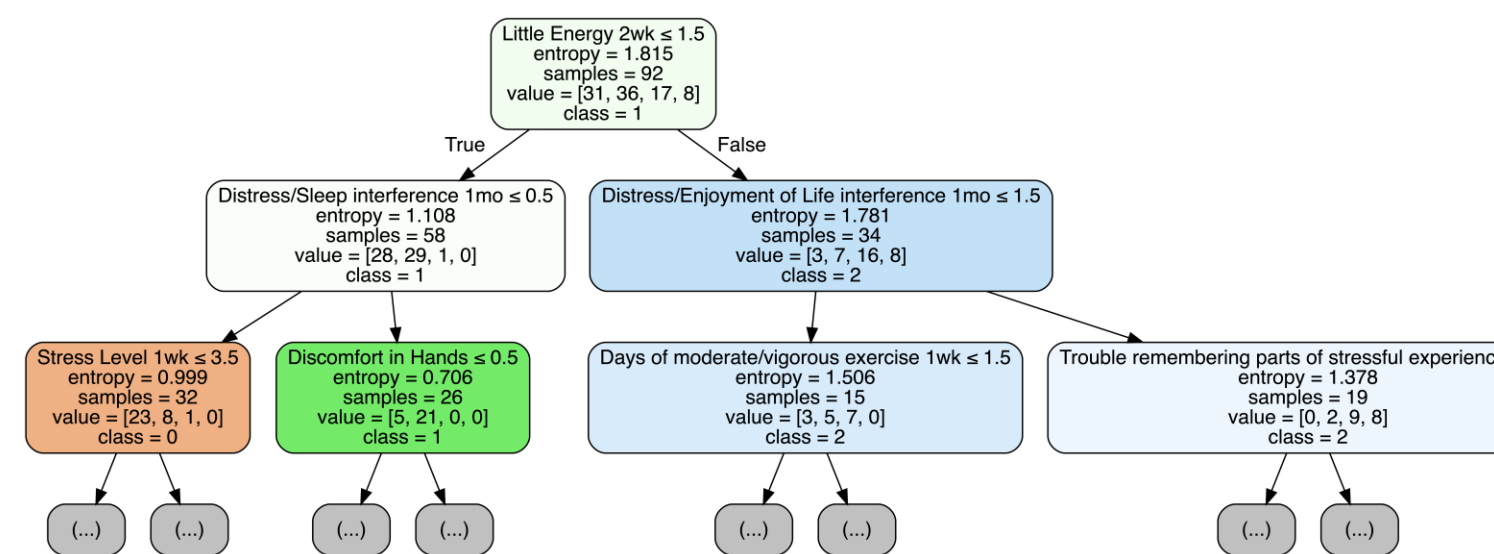 Little Energy 2wk ≤ 1.5
entropy = 1.815
samples = 92
value = [31, 36, 17, 8]
class = 1
True
False
Distress/Sleep interference 1mo ≤ 0.5
entropy = 1.108
samples = 58
value = [28, 29, 1, 0]
class = 1
Distress/Enjoyment of Life interference 1mo ≤ 1.5
entropy = 1.781
samples = 34
value = [3, 7, 16, 8]
class = 2
Stress Level 1wk ≤ 3.5
entropy = 0.999
samples = 32
value = [23, 8, 1, 0]
class = 0
Discomfort in Hands ≤ 0.5
entropy = 0.706
samples = 26
value = [5, 21, 0, 0]
class = 1
Days of moderate/vigorous exercise 1wk ≤ 1.5
entropy = 1.506
samples = 15
value = [3, 5, 7, 0]
class = 2
Trouble remembering parts of stressful
entropy = 1.378
samples = 19
value = [0, 2, 9, 8]
class = 2
(...)
(...)
(...)
(...)
(...)
(...)
(...)
(...)